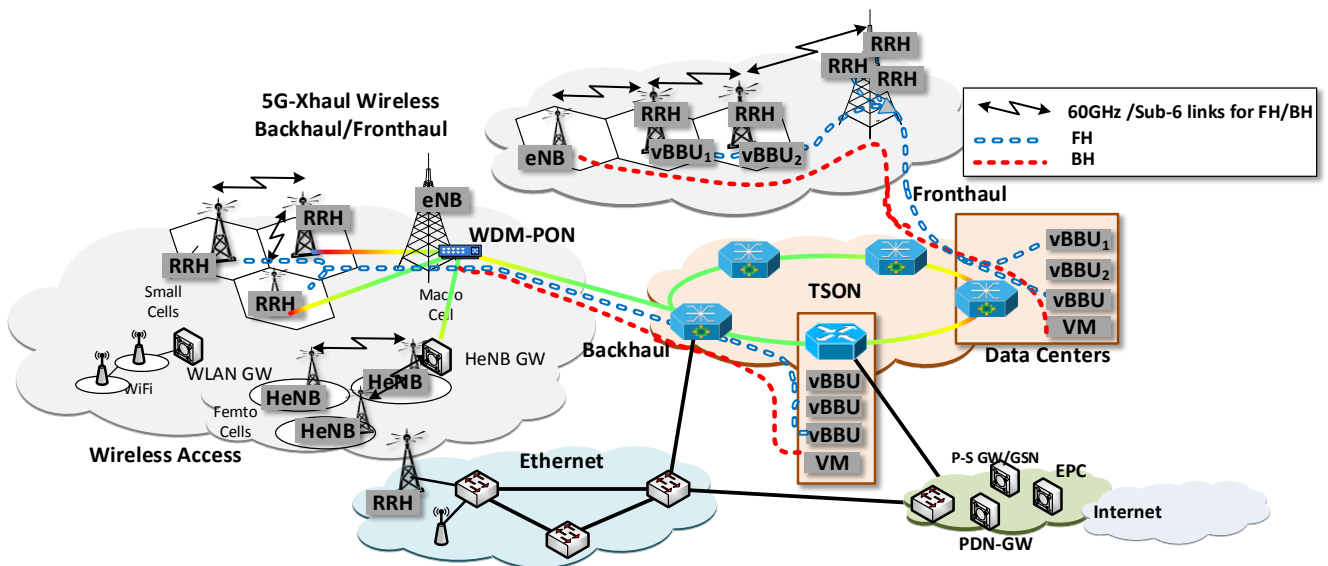 RRH
RRH
RRH
5G-Xhaul Wireless
Backhaul/Fronthaul
RRH
RRH
60GHz /Sub-6 links for FH/BH
FH
BH
eNB
vBBU1
vBBU2
eNB
Fronthaul
RRH
WDM-PON
RRH
vBBU1
vBBU2
vBBU
VM
Small
Cells
RRH
Macro
Cell
TSON
Backhaul
Data Centers
WiFi
WLAN GW
HeNB GW
HeNB
HeNB
HeNB
Femto
Cells
vBBU
vBBU
vBBU
VM
Wireless Access
Ethernet
RRH
P-S GW/GSN
EPC
Internet
PDN-GW